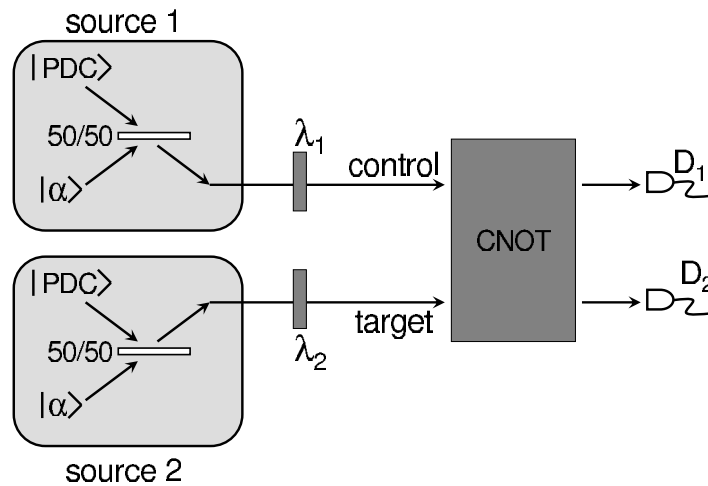 source 1
|PDC⟩
50/50
|α⟩
λ1
control
CNOT
D1
|PDC⟩
50/50
|α⟩
λ2
target
D2
source 2